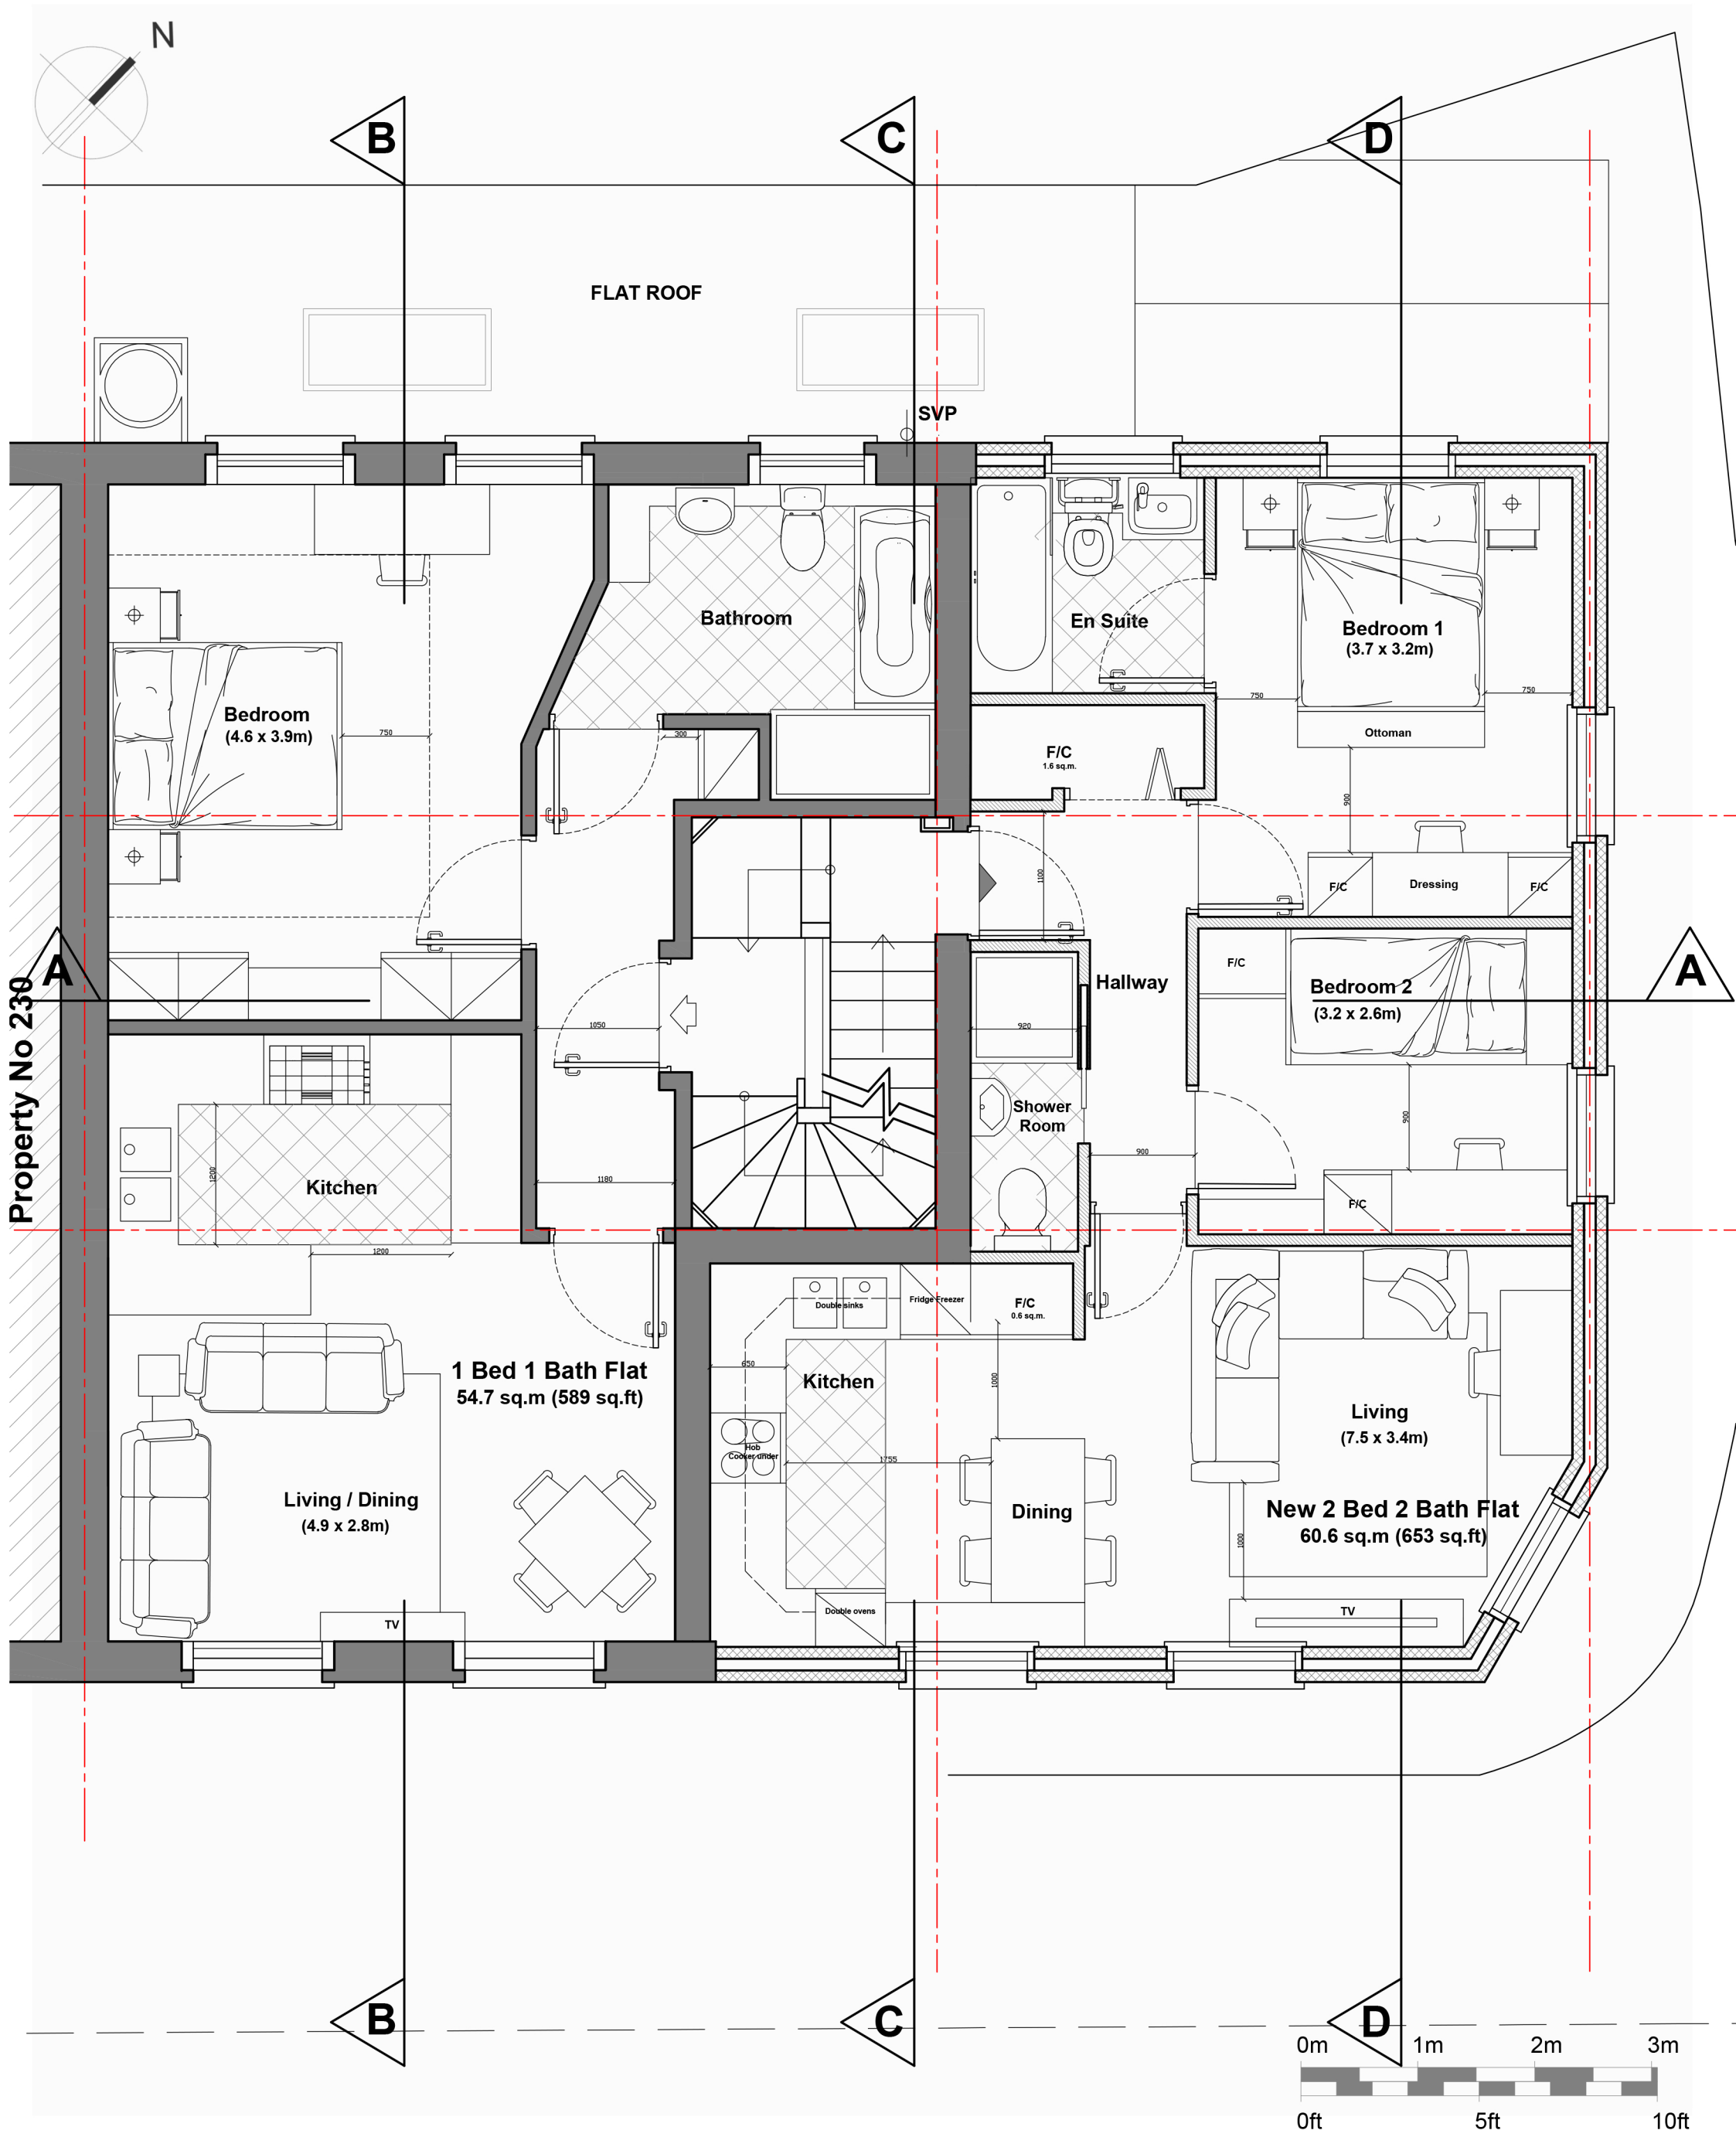 N
B
C
D
FLAT ROOF
SVP
Bathroom
En Suite
Bedroom 1
(3.7 x 3.2m)
750
750
Bedroom
(4.6 x 3.9m)
750
300
Ottoman
F/C
1.6 sq.m.
900
1100
F/C
Dressing
F/C
A
A
Property No 230
Hallway
F/C
Bedroom 2
(3.2 x 2.6m)
1050
920
Shower
Room
900
900
1200
Kitchen
1180
F/C
1200
Double sinks
Fridge Freezer
F/C
0.6 sq.m.
650
Kitchen
1000
1 Bed 1 Bath Flat
54.7 sq.m (589 sq.ft)
Living
(7.5 x 3.4m)
Hob
Cooker under
1755
Living / Dining
(4.9 x 2.8m)
Dining
New 2 Bed 2 Bath Flat
60.6 sq.m (653 sq.ft)
1000
TV
Double ovens
TV
B
C
D
0m 1m 2m 3m
0ft 5ft 10ft